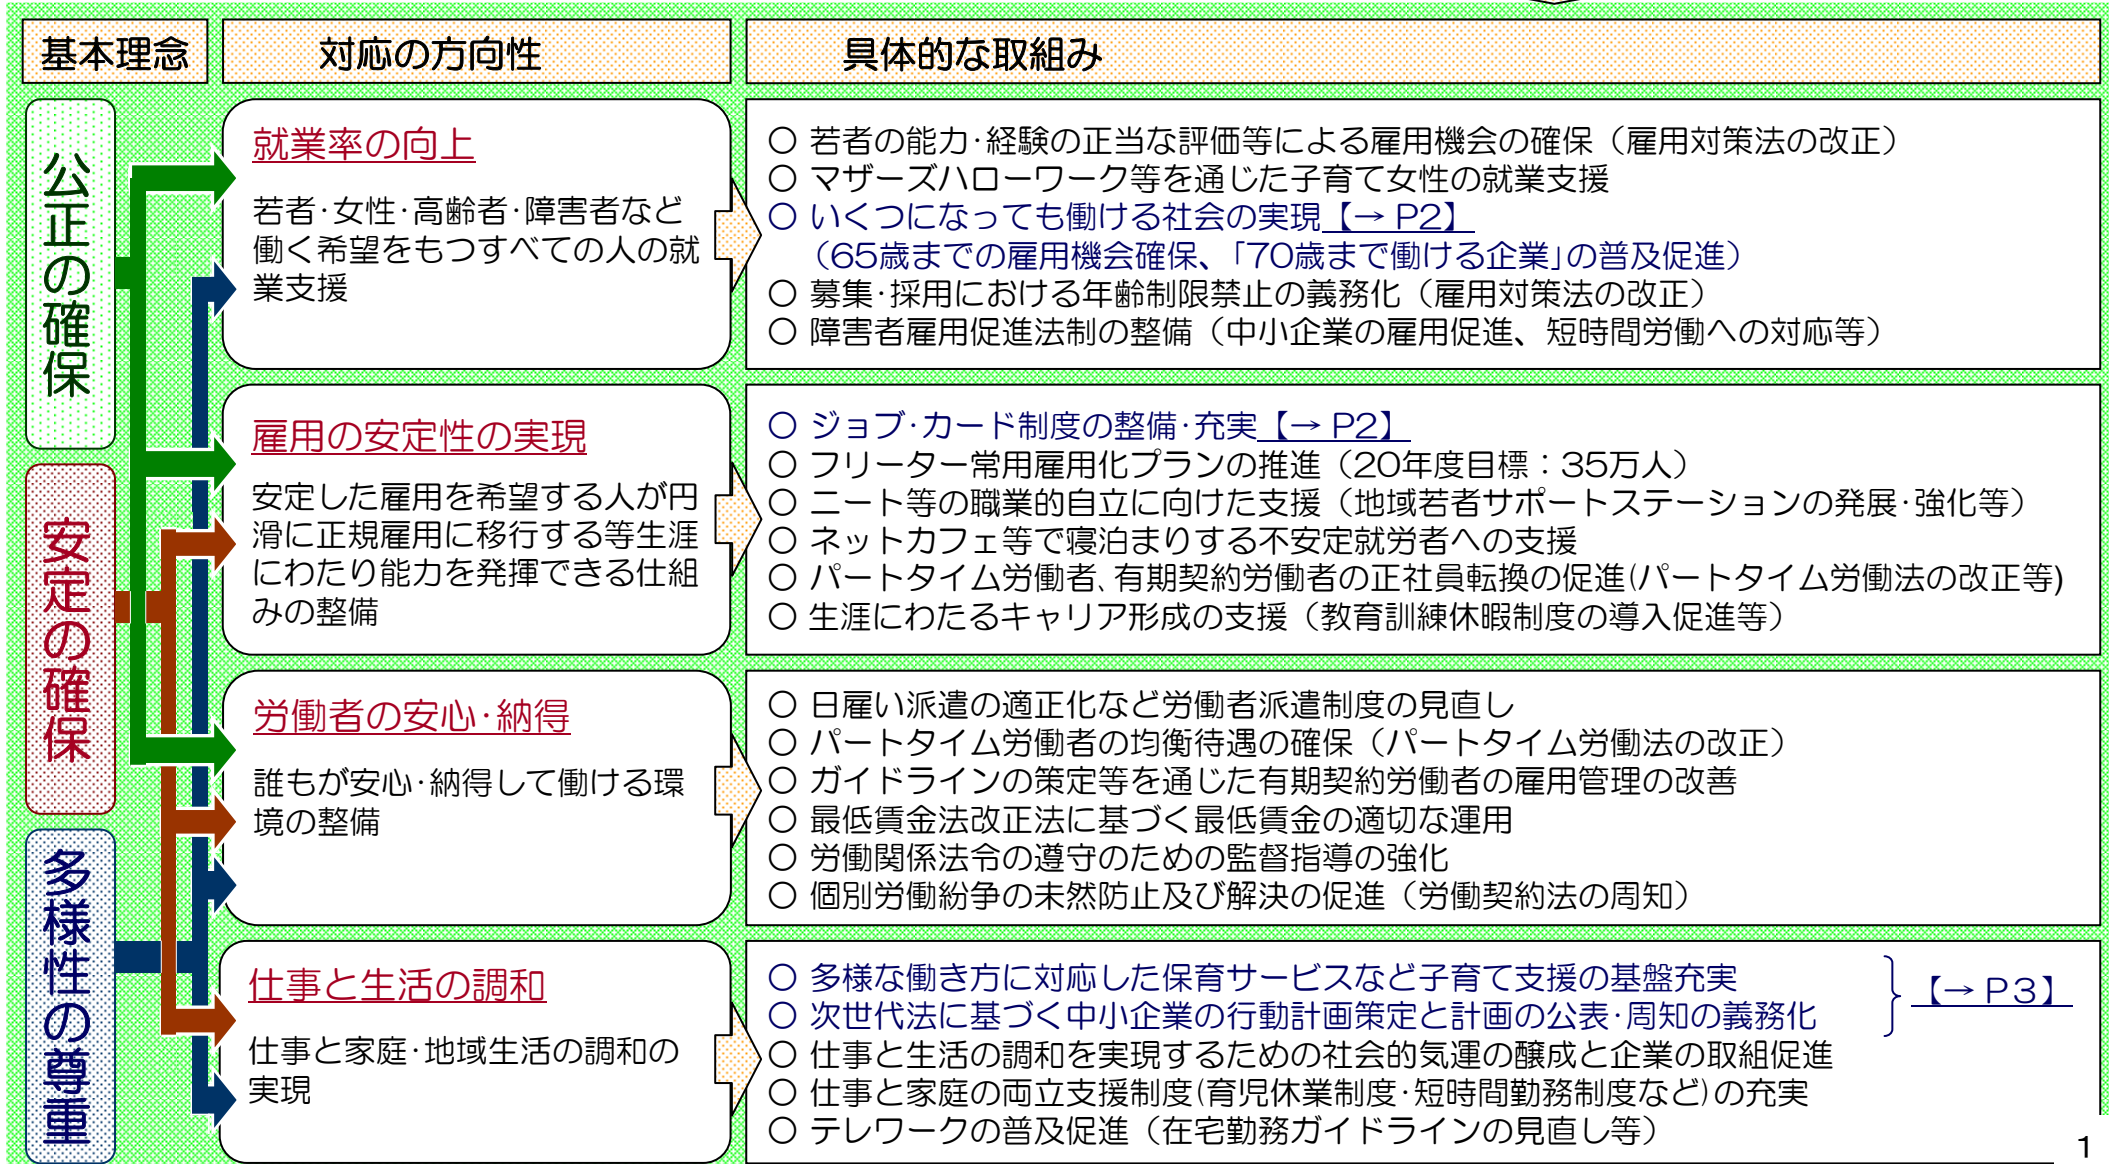 基本理念
対応の方向性
具体的な取組み
公正の確保
安定の確保
多様性の尊重
就業率の向上
若者・女性・高齢者・障害者など
働く希望をもつすべての人の就
業支援
○ 若者の能力・経験の正当な評価等による雇用機会の確保（雇用対策法の改正）
○ マザーズハローワーク等を通じた子育て女性の就業支援
○ いくつになっても働ける社会の実現【→ P2】
（65歳までの雇用機会確保、「70歳まで働ける企業」の普及促進）
○ 募集・採用における年齢制限禁止の義務化（雇用対策法の改正）
○ 障害者雇用促進法制の整備（中小企業の雇用促進、短時間労働への対応等）
雇用の安定性の実現
安定した雇用を希望する人が円
滑に正規雇用に移行する等生涯
にわたり能力を発揮できる仕組
みの整備
○ ジョブ・カード制度の整備・充実【→ P2】
○ フリーター常用雇用化プランの推進（20年度目標：35万人）
○ ニート等の職業的自立に向けた支援（地域若者サポートステーションの発展・強化等）
○ ネットカフェ等で寝泊まりする不安定就労者への支援
○ パートタイム労働者、有期契約労働者の正社員転換の促進(パートタイム労働法の改正等)
○ 生涯にわたるキャリア形成の支援（教育訓練休暇制度の導入促進等）
労働者の安心・納得
誰もが安心・納得して働ける環
境の整備
○ 日雇い派遣の適正化など労働者派遣制度の見直し
○ パートタイム労働者の均衡待遇の確保（パートタイム労働法の改正）
○ ガイドラインの策定等を通じた有期契約労働者の雇用管理の改善
○ 最低賃金法改正法に基づく最低賃金の適切な運用
○ 労働関係法令の遵守のための監督指導の強化
○ 個別労働紛争の未然防止及び解決の促進（労働契約法の周知）
仕事と生活の調和
仕事と家庭・地域生活の調和の
実現
○ 多様な働き方に対応した保育サービスなど子育て支援の基盤充実
○ 次世代法に基づく中小企業の行動計画策定と計画の公表・周知の義務化
【→ P3】
○ 仕事と生活の調和を実現するための社会的気運の醸成と企業の取組促進
○ 仕事と家庭の両立支援制度(育児休業制度・短時間勤務制度など)の充実
○ テレワークの普及促進（在宅勤務ガイドラインの見直し等）
1